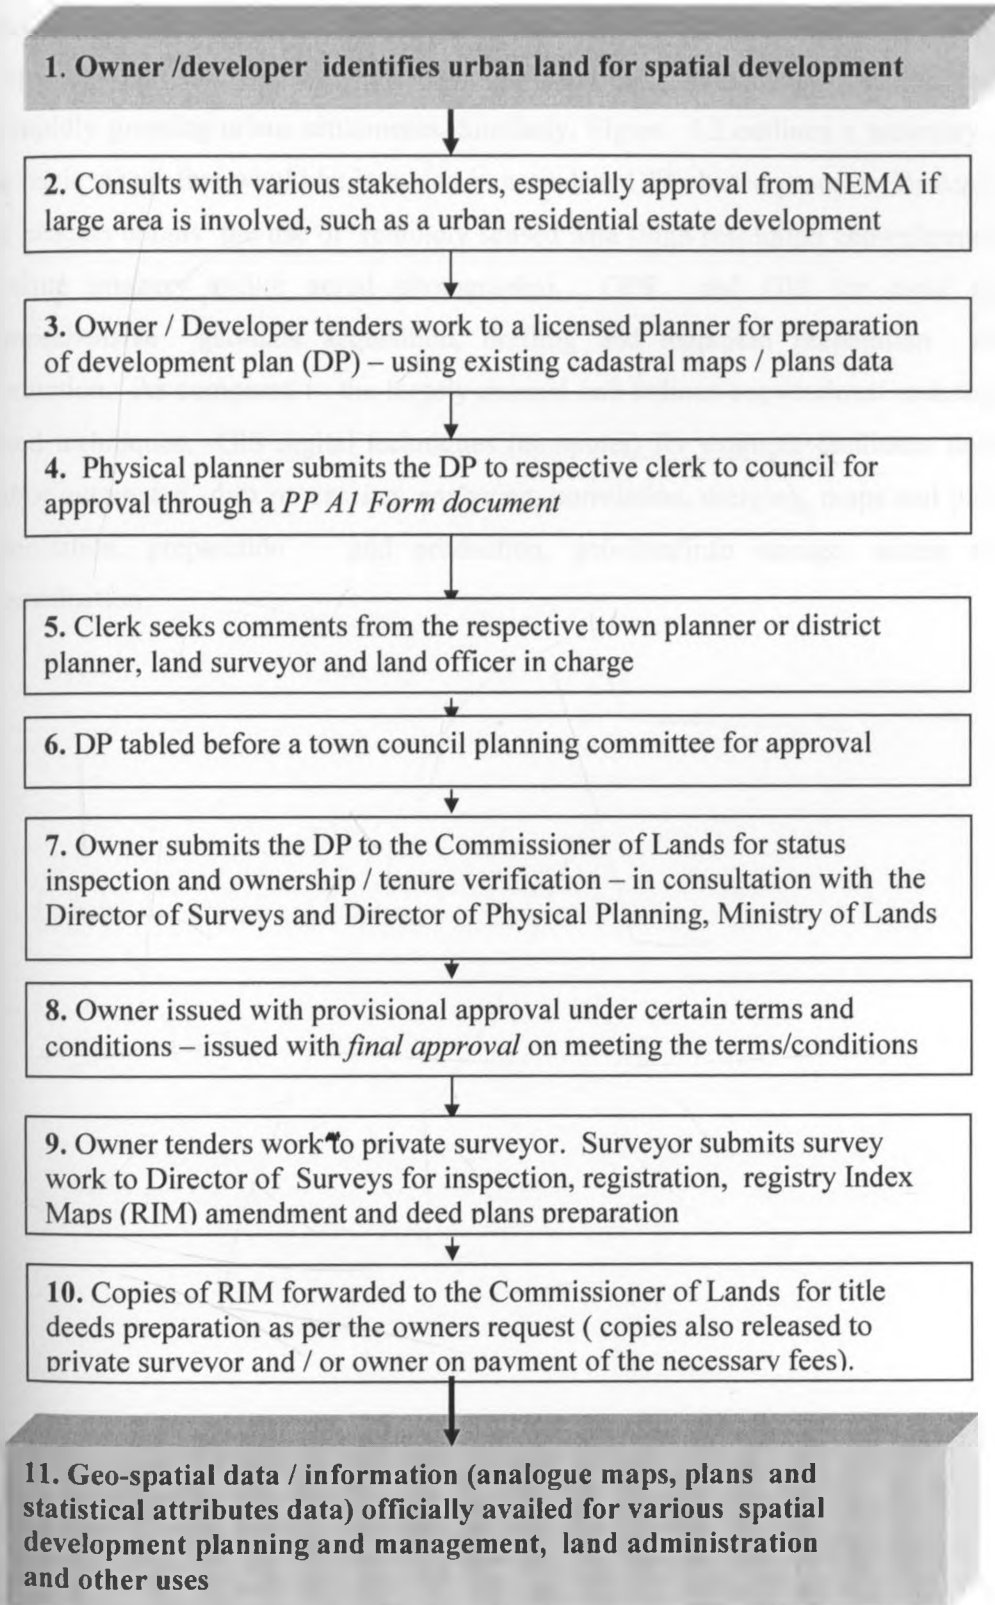 1. Owner /developer identifies urban land for spatial development
2. Consults with various stakeholders, especially approval from NEMA if
large area is involved, such as a urban residential estate development
3. Owner / Developer tenders work to a licensed planner for preparation
of development plan (DP) – using existing cadastral maps / plans data
4. Physical planner submits the DP to respective clerk to council for
approval through a PP A1 Form document
5. Clerk seeks comments from the respective town planner or district
planner, land surveyor and land officer in charge
6. DP tabled before a town council planning committee for approval
7. Owner submits the DP to the Commissioner of Lands for status
inspection and ownership / tenure verification – in consultation with the
Director of Surveys and Director of Physical Planning, Ministry of Lands
8. Owner issued with provisional approval under certain terms and
conditions – issued with final approval on meeting the terms/conditions
9. Owner tenders work to private surveyor. Surveyor submits survey
work to Director of Surveys for inspection, registration, registry Index
Maps (RIM) amendment and deed plans preparation
10. Copies of RIM forwarded to the Commissioner of Lands for title
deeds preparation as per the owners request ( copies also released to
private surveyor and / or owner on payment of the necessary fees).
11. Geo-spatial data / information (analogue maps, plans and
statistical attributes data) officially availed for various spatial
development planning and management, land administration
and other uses